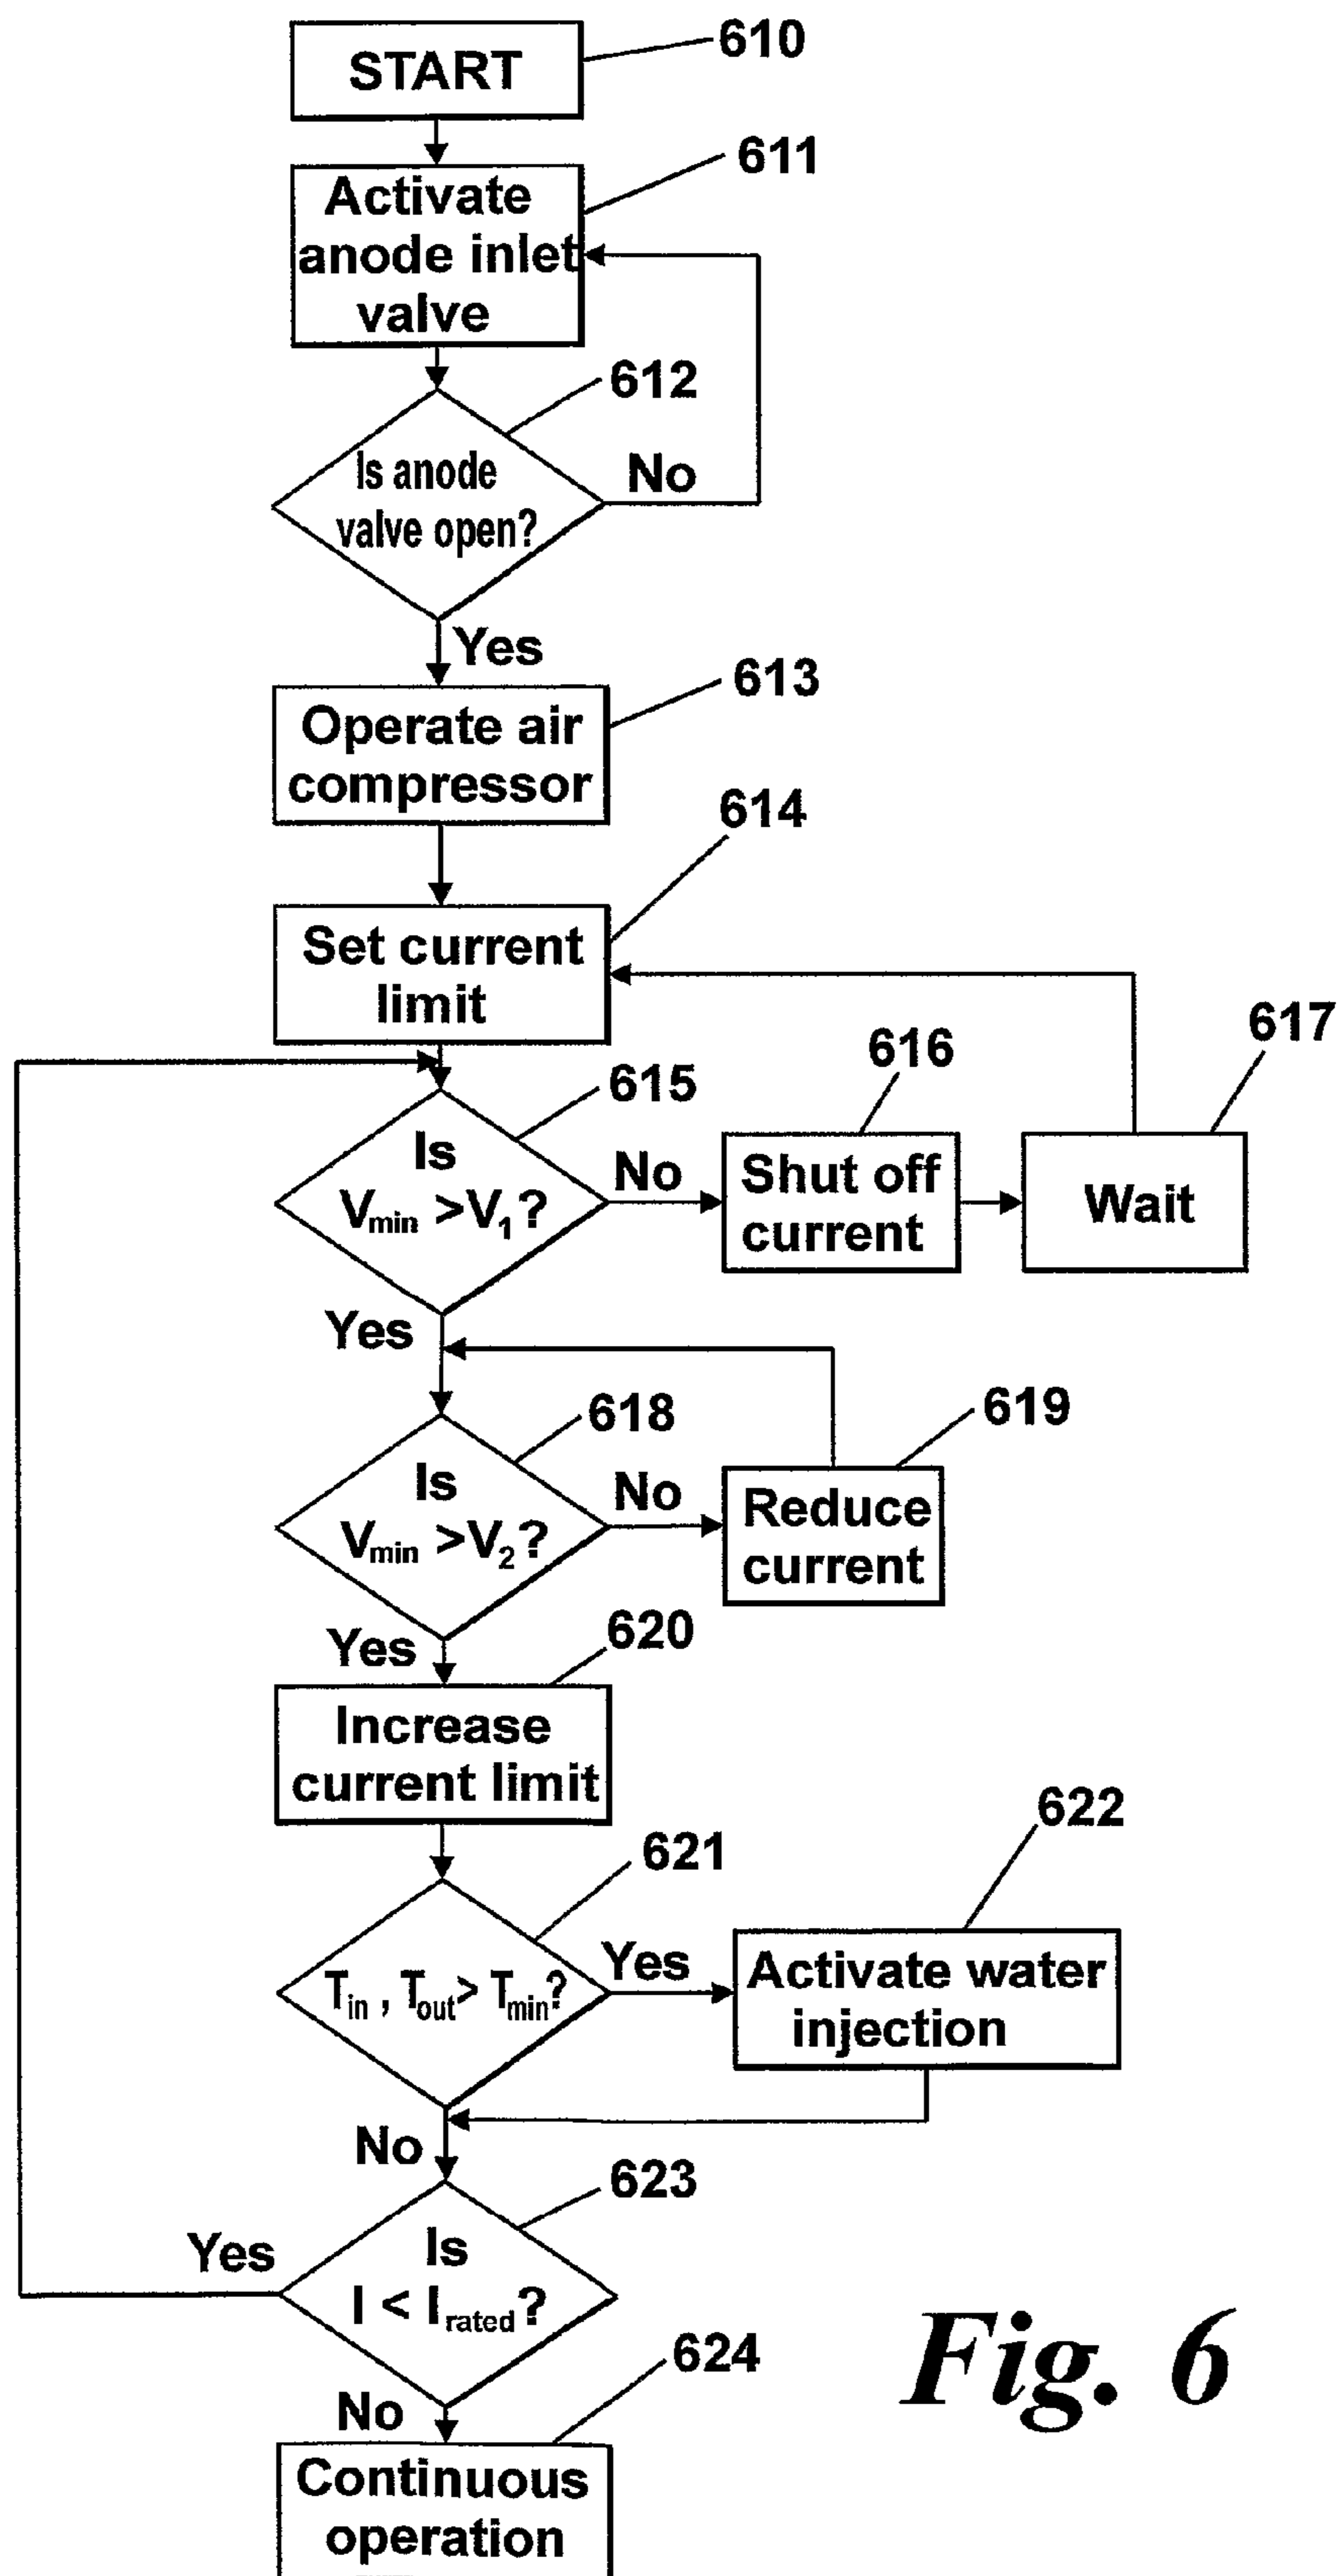 START
610
Activate
anode inlet
valve
611
612
Is anode
valve open?
No
Yes
Operate air
compressor
613
614
Set current
limit
615
Is
Vmin >V1?
No
616
Shut off
current
617
Wait
Yes
618
Is
Vmin >V2?
No
619
Reduce
current
Yes
620
Increase
current limit
621
Tin , Tout> Tmin?
Yes
622
Activate water
injection
No
623
Is
I < Irated?
Yes
No
624
Continuous
operation
Fig. 6